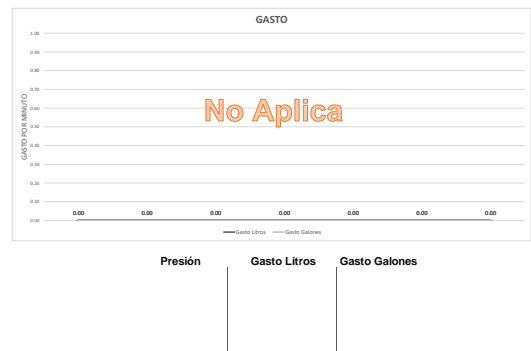 GASTO
1.00
0.90
0.80
0.70
0.60
0.50
0.40
0.30
0.20
0.10
0.00
GASTO POR MINUTO
No Aplica
0.00 0.00 0.00 0.00 0.00 0.00 0.00
Gasto Litros Gasto Galones
Presión Gasto Litros Gasto Galones